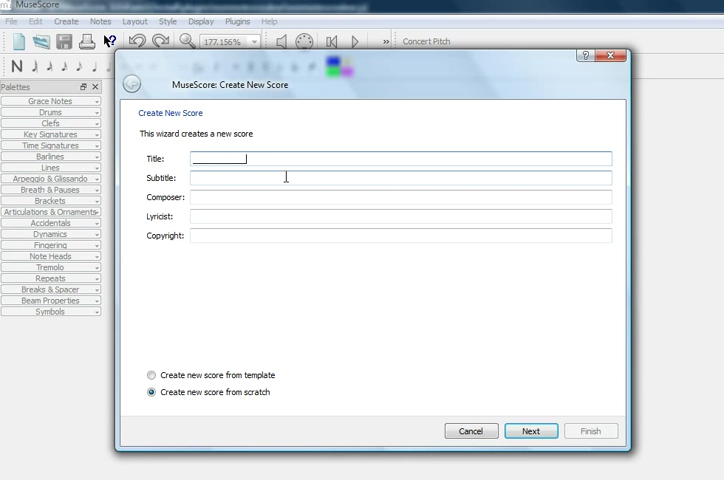 MuseScore
File Edit Create Notes Layout Style Display Plugins Help
177.156% » Concert Pitch
N
Palettes
Grace Notes
Drums
Clefs
Key Signatures
Time Signatures
Barlines
Lines
Arpeggio & Glissando
Breath & Pauses
Brackets
Articulations & Ornaments
Accidentals
Dynamics
Fingering
Note Heads
Tremolo
Repeats
Breaks & Spacer
Beam Properties
Symbols
MuseScore: Create New Score
Create New Score
This wizard creates a new score
Title: ___________
Subtitle:
Composer:
Lyricist:
Copyright:
Create new score from template
Create new score from scratch
Cancel Next Finish